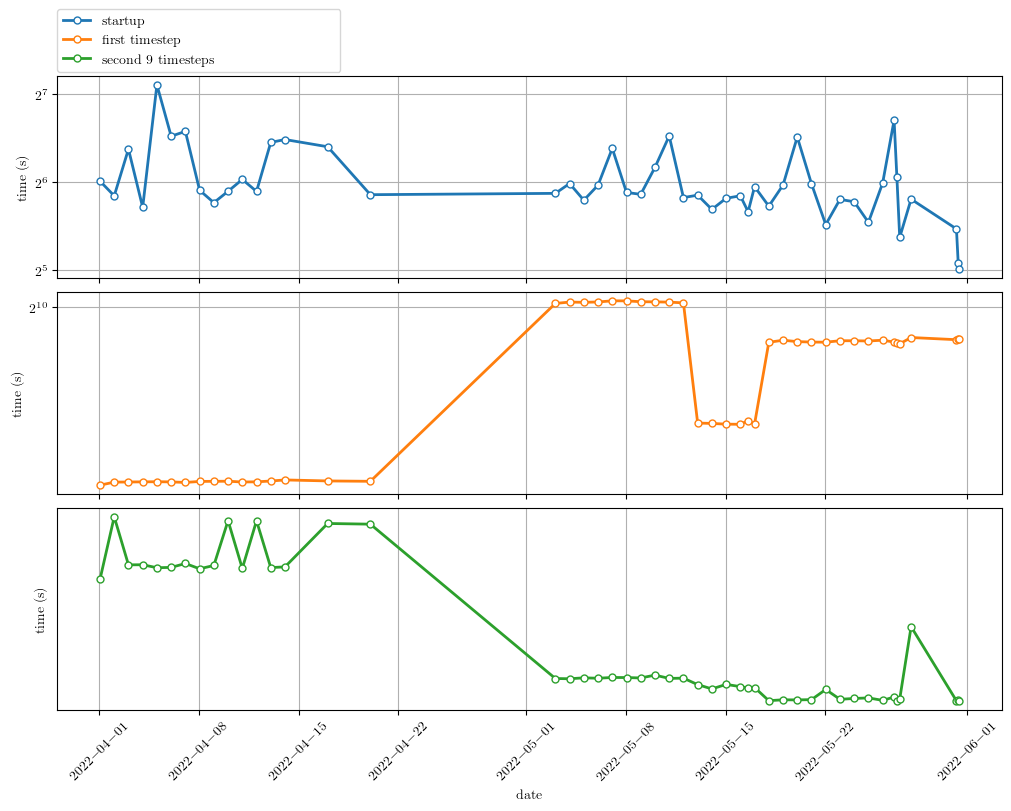 startup
first timestep
second 9 timesteps
2^7
2^6
2^5
time (s)
2^10
time (s)
time (s)
2022−04−01
2022−04−08
2022−04−15
2022−04−22
2022−05−01
2022−05−08
2022−05−15
2022−05−22
2022−06−01
date